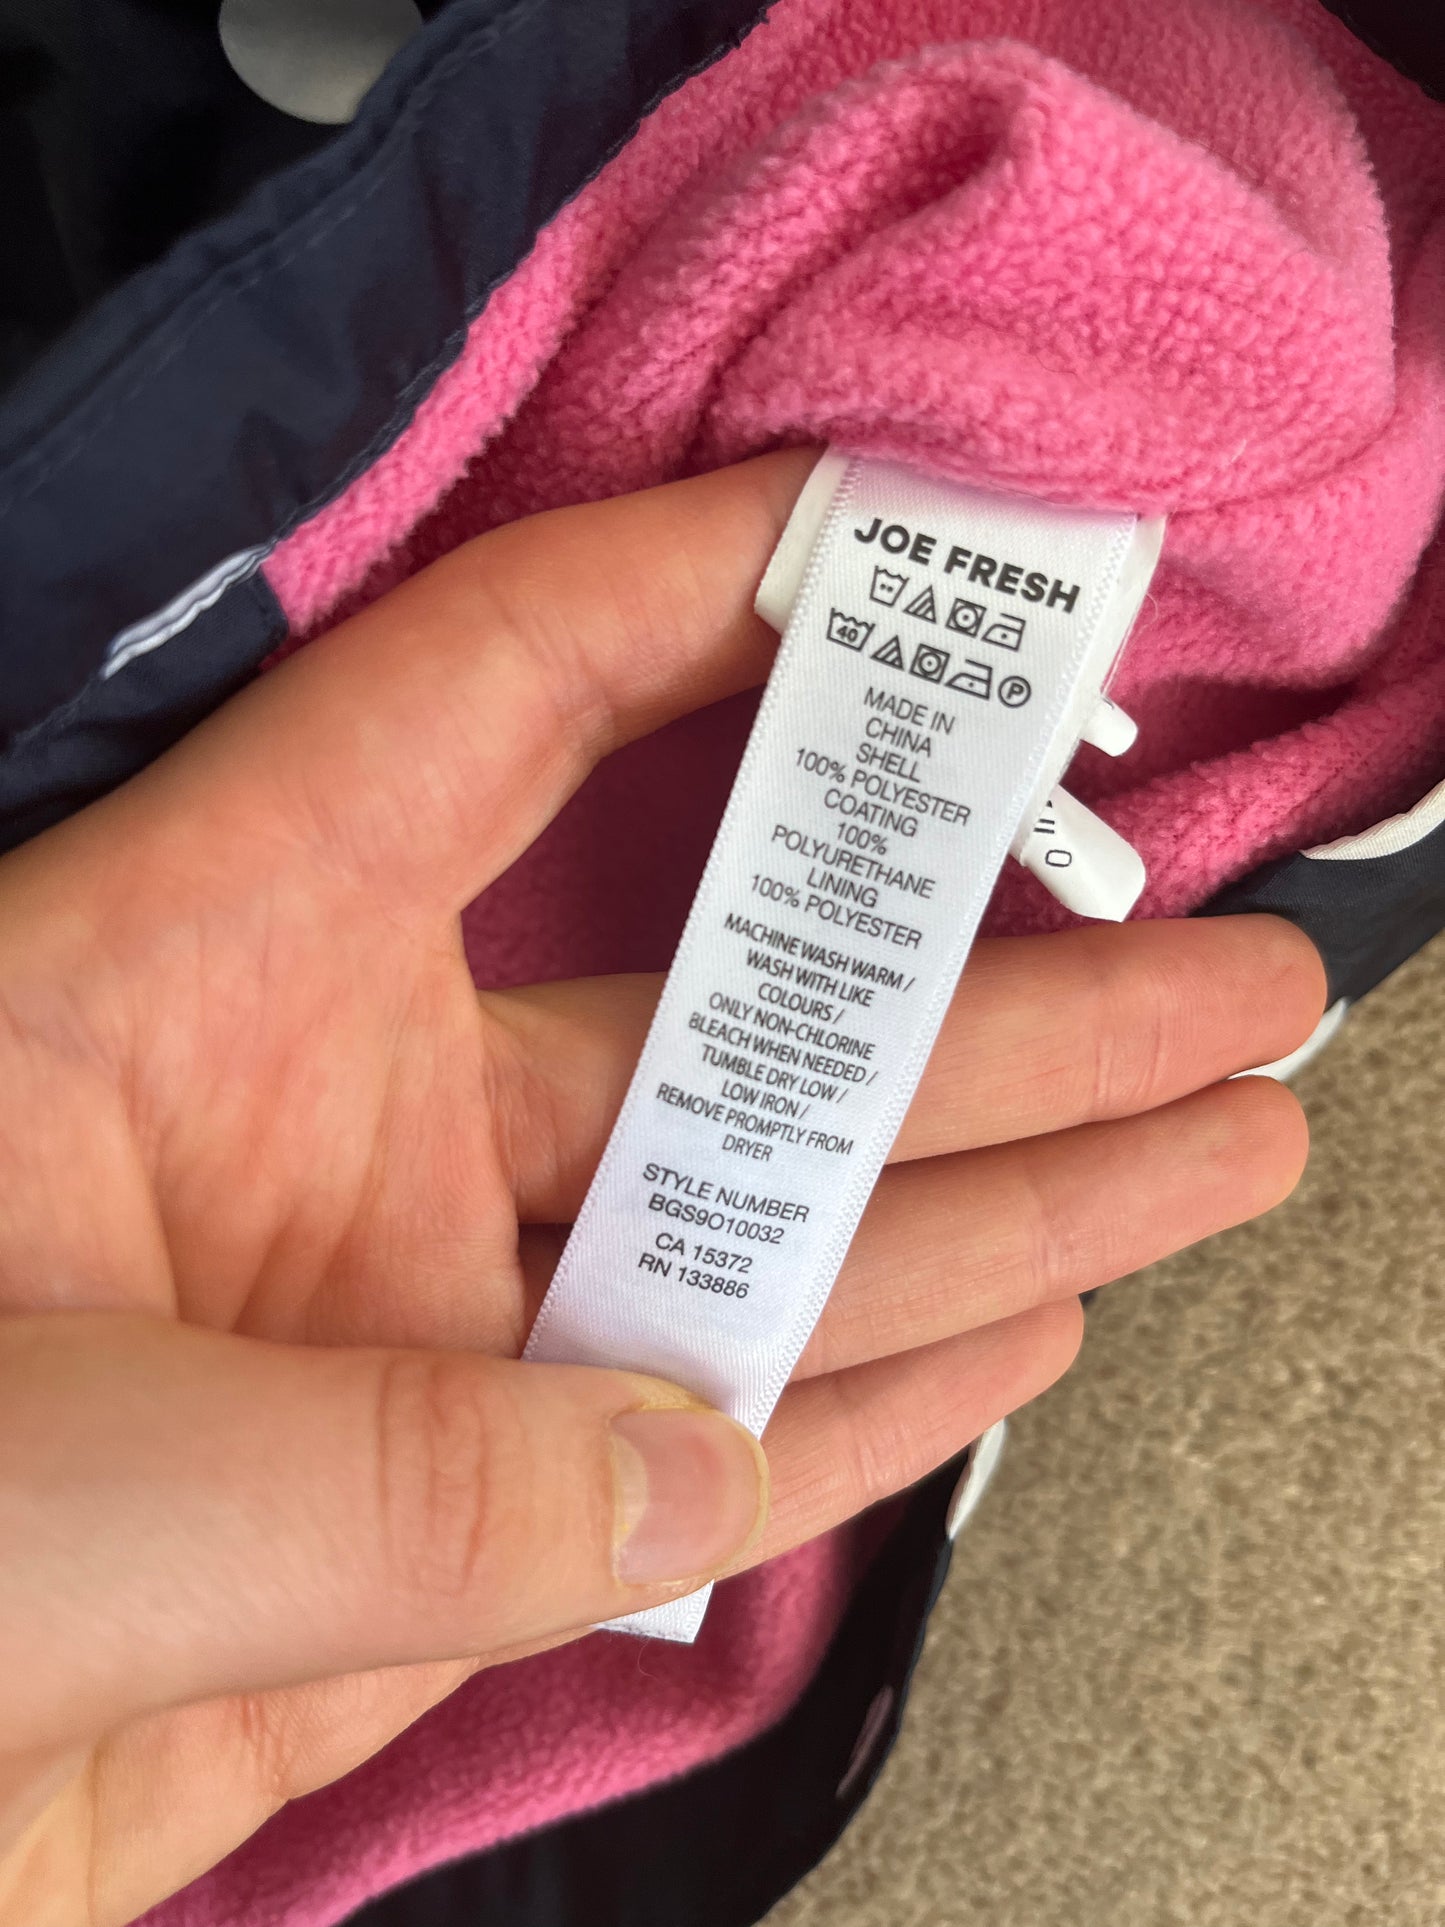 JOE FRESH
40 P
MADE IN
CHINA
SHELL
100% POLYESTER
COATING
100%
POLYURETHANE
LINING
100% POLYESTER
MACHINE WASH WARM /
WASH WITH LIKE
COLOURS /
ONLY NON-CHLORINE
BLEACH WHEN NEEDED /
TUMBLE DRY LOW /
LOW IRON /
REMOVE PROMPTLY FROM
DRYER
STYLE NUMBER
BGS9O10032
CA 15372
RN 133886